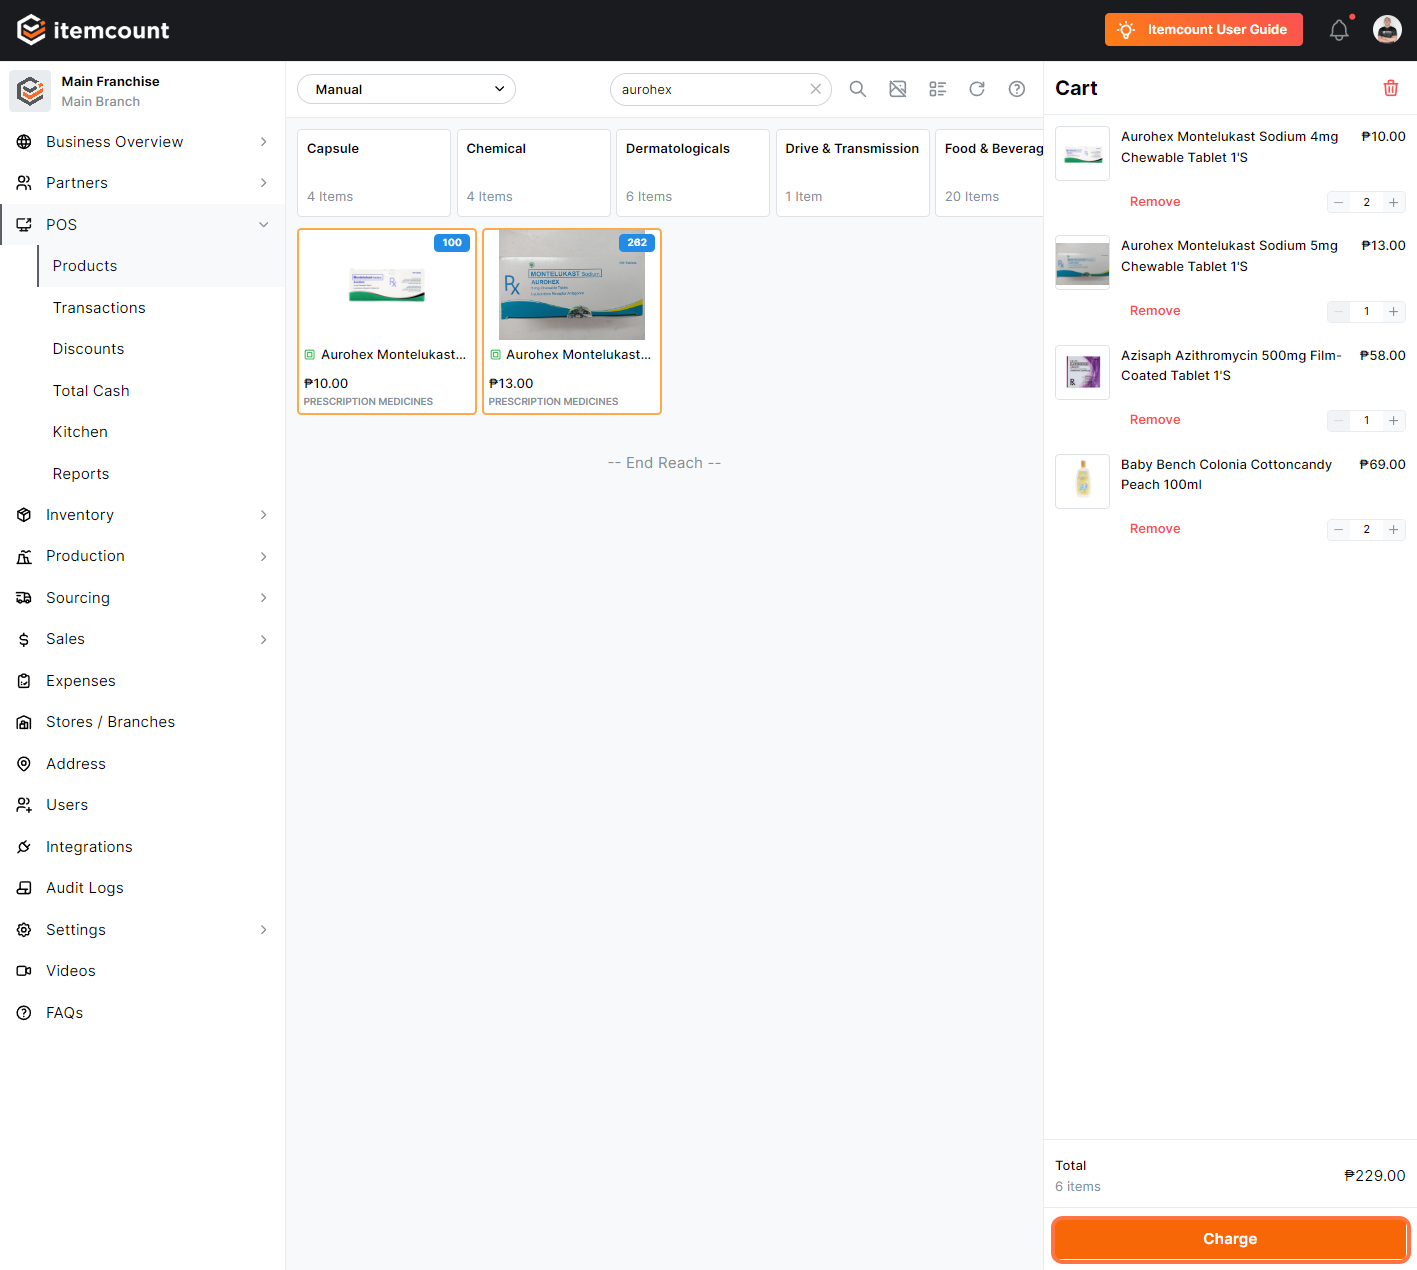 itemcount
Itemcount User Guide
Main Franchise
Main Branch
Business Overview
Partners
POS
Products
Transactions
Discounts
Total Cash
Kitchen
Reports
Inventory
Production
Sourcing
Sales
Expenses
Stores / Branches
Address
Users
Integrations
Audit Logs
Settings
Videos
FAQs
Manual
aurohex
Capsule
4 Items
Chemical
4 Items
Dermatologicals
6 Items
Drive & Transmission
1 Item
Food & Beverag
20 Items
100
Aurohex Montelukast...
₱10.00
PRESCRIPTION MEDICINES
262
MONTELUKAST Sodium
AUROHEX
Rx
Aurohex Montelukast...
₱13.00
PRESCRIPTION MEDICINES
-- End Reach --
Cart
Aurohex Montelukast Sodium 4mg ₱10.00
Chewable Tablet 1'S
Remove
2
Aurohex Montelukast Sodium 5mg ₱13.00
Chewable Tablet 1'S
Remove
1
Azisaph Azithromycin 500mg Film- ₱58.00
Coated Tablet 1'S
Remove
1
Baby Bench Colonia Cottoncandy ₱69.00
Peach 100ml
Remove
2
Total
6 items
₱229.00
Charge